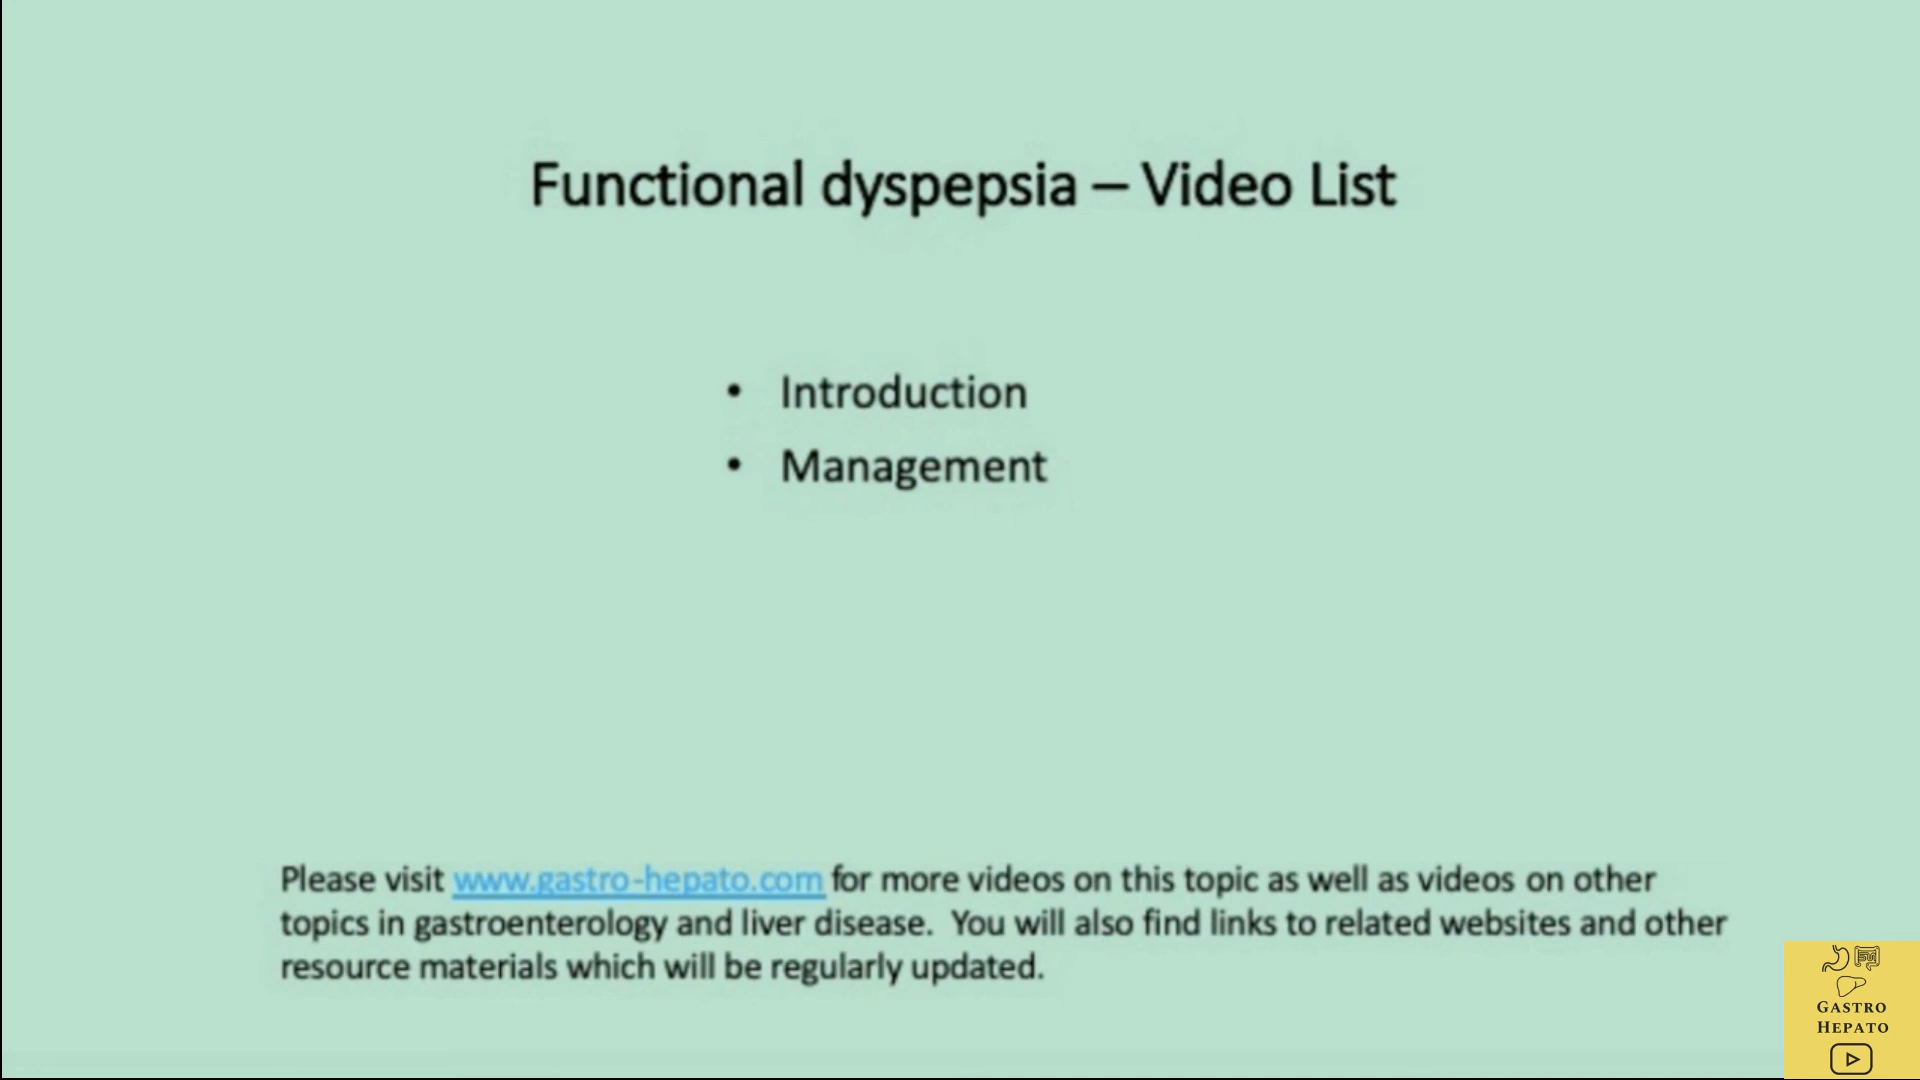 Functional dyspepsia – Video List
• Introduction
• Management
Please visit www.gastro-hepato.com for more videos on this topic as well as videos on other
topics in gastroenterology and liver disease.  You will also find links to related websites and other
resource materials which will be regularly updated.
GASTRO
HEPATO